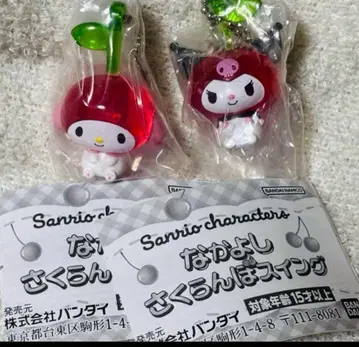 BANDAI NAMCO
Sanrio characters
なかよし
さくらんぼスイング
対象年齢15才以上
発売元
株式会社バンダイ
東京都台東区駒形1-4-8 〒111-8081
Sanrio char
なか
さくらん
発売元
株式会社バンダイ
東京都台東区駒形1-4-